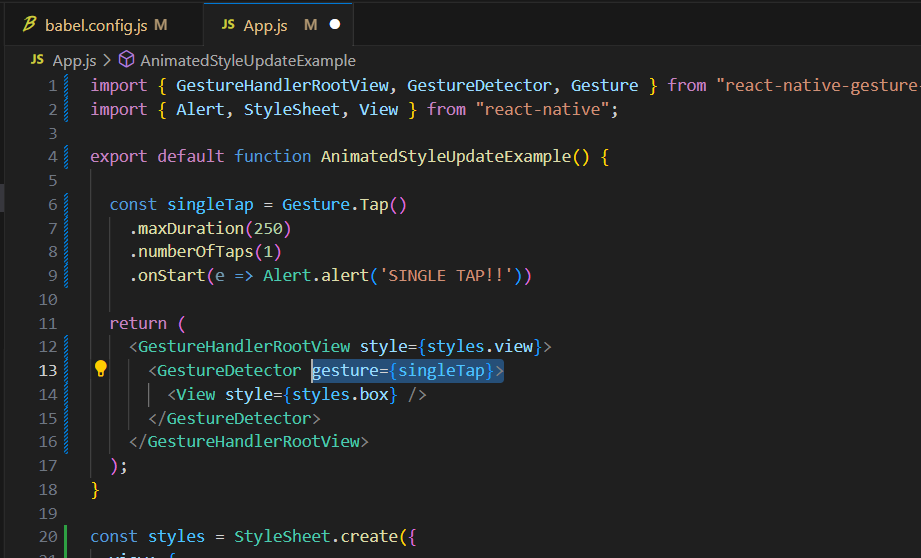 babel.config.js M
JS App.js M
JS App.js > AnimatedStyleUpdateExample
1 import { GestureHandlerRootView, GestureDetector, Gesture } from "react-native-gesture-
2 import { Alert, StyleSheet, View } from "react-native";
3
4 export default function AnimatedStyleUpdateExample() {
5
6 const singleTap = Gesture.Tap()
7 .maxDuration(250)
8 .numberOfTaps(1)
9 .onStart(e => Alert.alert('SINGLE TAP!!'))
10
11 return (
12 <GestureHandlerRootView style={styles.view}>
13 <GestureDetector gesture={singleTap}>
14 <View style={styles.box} />
15 </GestureDetector>
16 </GestureHandlerRootView>
17 );
18 }
19
20 const styles = StyleSheet.create({
21 view: {